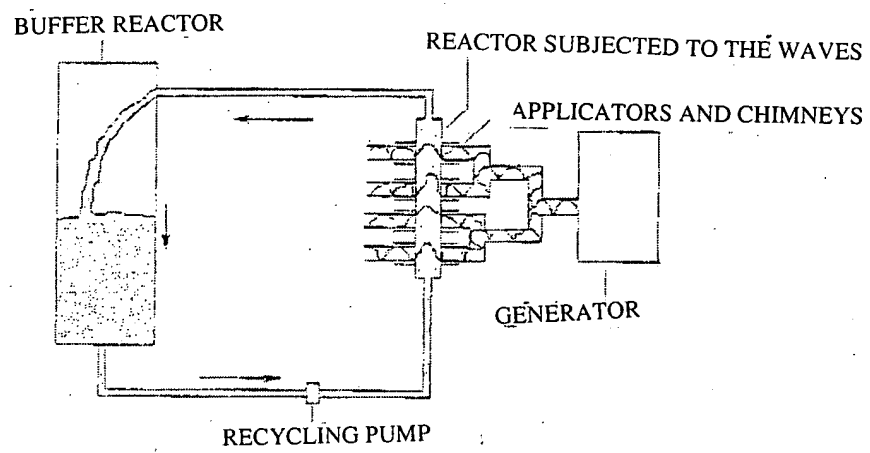 BUFFER REACTOR
REACTOR SUBJECTED TO THE WAVES
APPLICATORS AND CHIMNEYS
GENERATOR
RECYCLING PUMP